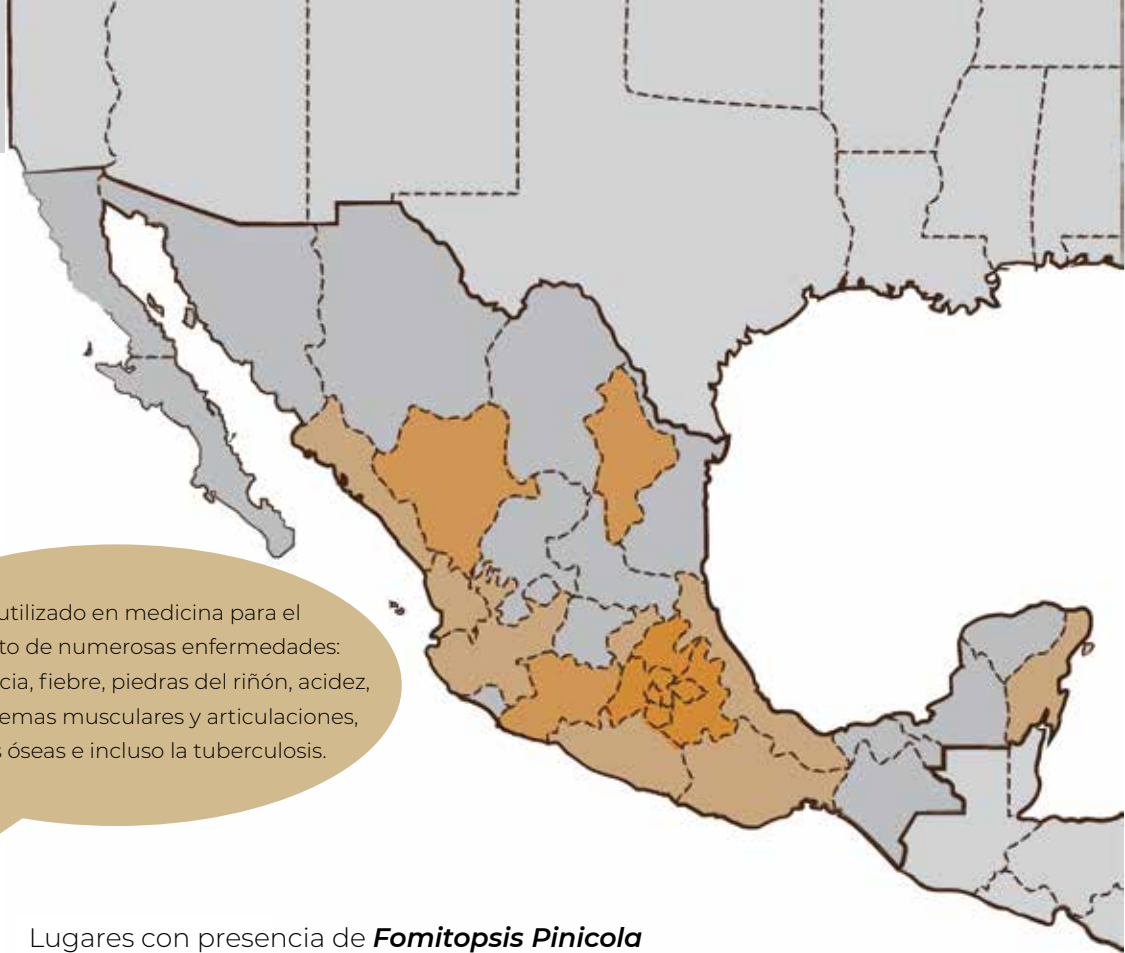 utilizado en medicina para el
to de numerosas enfermedades:
cia, fiebre, piedras del riñón, acidez,
emas musculares y articulaciones,
s óseas e incluso la tuberculosis.
Lugares con presencia de Fomitopsis Pinicola